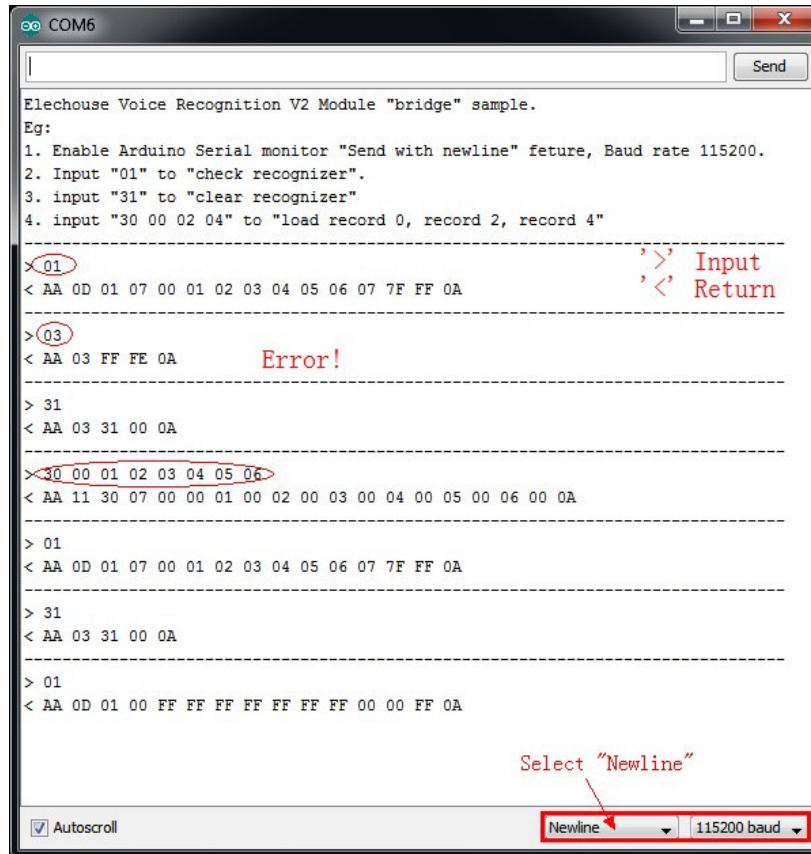 COM6
Send
Elechouse Voice Recognition V2 Module "bridge" sample.
Eg:
1. Enable Arduino Serial monitor "Send with newline" feture, Baud rate 115200.
2. Input "01" to "check recognizer".
3. input "31" to "clear recognizer"
4. input "30 00 02 04" to "load record 0, record 2, record 4"
--------------------------------------------------------------------------------
> 01 '>' Input
< AA 0D 01 07 00 01 02 03 04 05 06 07 7F FF 0A '<' Return
--------------------------------------------------------------------------------
> 03
< AA 03 FF FE 0A Error!
--------------------------------------------------------------------------------
> 31
< AA 03 31 00 0A
--------------------------------------------------------------------------------
> 30 00 01 02 03 04 05 06
< AA 11 30 07 00 00 01 00 02 00 03 00 04 00 05 00 06 00 0A
--------------------------------------------------------------------------------
> 01
< AA 0D 01 07 00 01 02 03 04 05 06 07 7F FF 0A
--------------------------------------------------------------------------------
> 31
< AA 03 31 00 0A
--------------------------------------------------------------------------------
> 01
< AA 0D 01 00 FF FF FF FF FF FF FF 00 00 FF 0A
Select "Newline"
Autoscroll Newline 115200 baud